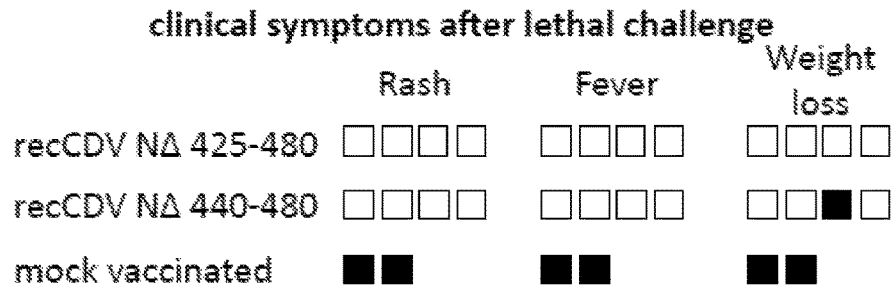 clinical symptoms after lethal challenge
Rash Fever Weight loss
recCDV NΔ 425-480
recCDV NΔ 440-480
mock vaccinated